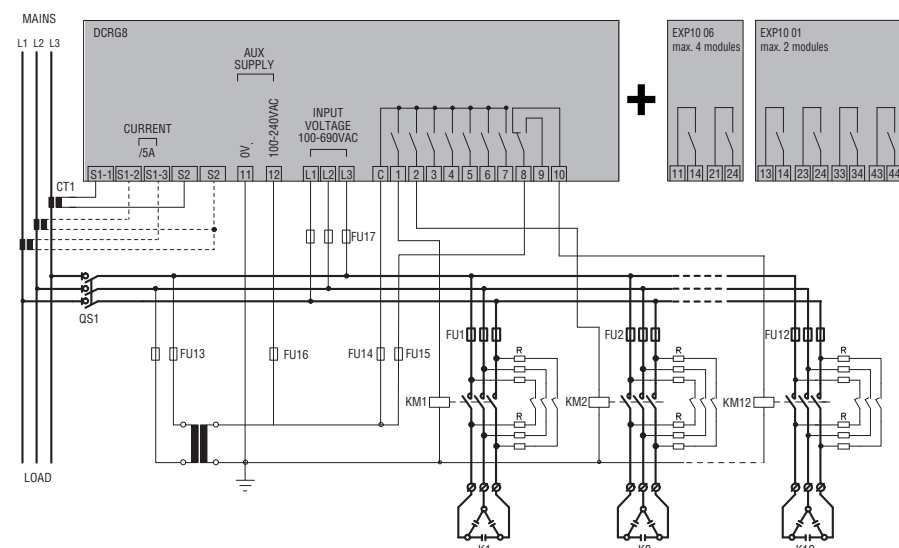 MAINS
L1 L2 L3
DCRG8
AUX
SUPPLY
0V.
100-240VAC
CURRENT
/5A
INPUT
VOLTAGE
100-690VAC
S1-1 S1-2 S1-3 S2 S2 11 12 L1 L2 L3 C 1 2 3 4 5 6 7 8 9 10
+
EXP10 06
max. 4 modules
11 14 21 24
EXP10 01
max. 2 modules
13 14 23 24 33 34 43 44
CT1
FU17
QS1
FU13
FU16
FU14
FU15
FU1
FU2
FU12
R
R
R
KM1
KM2
KM12
R
R
R
LOAD
K1